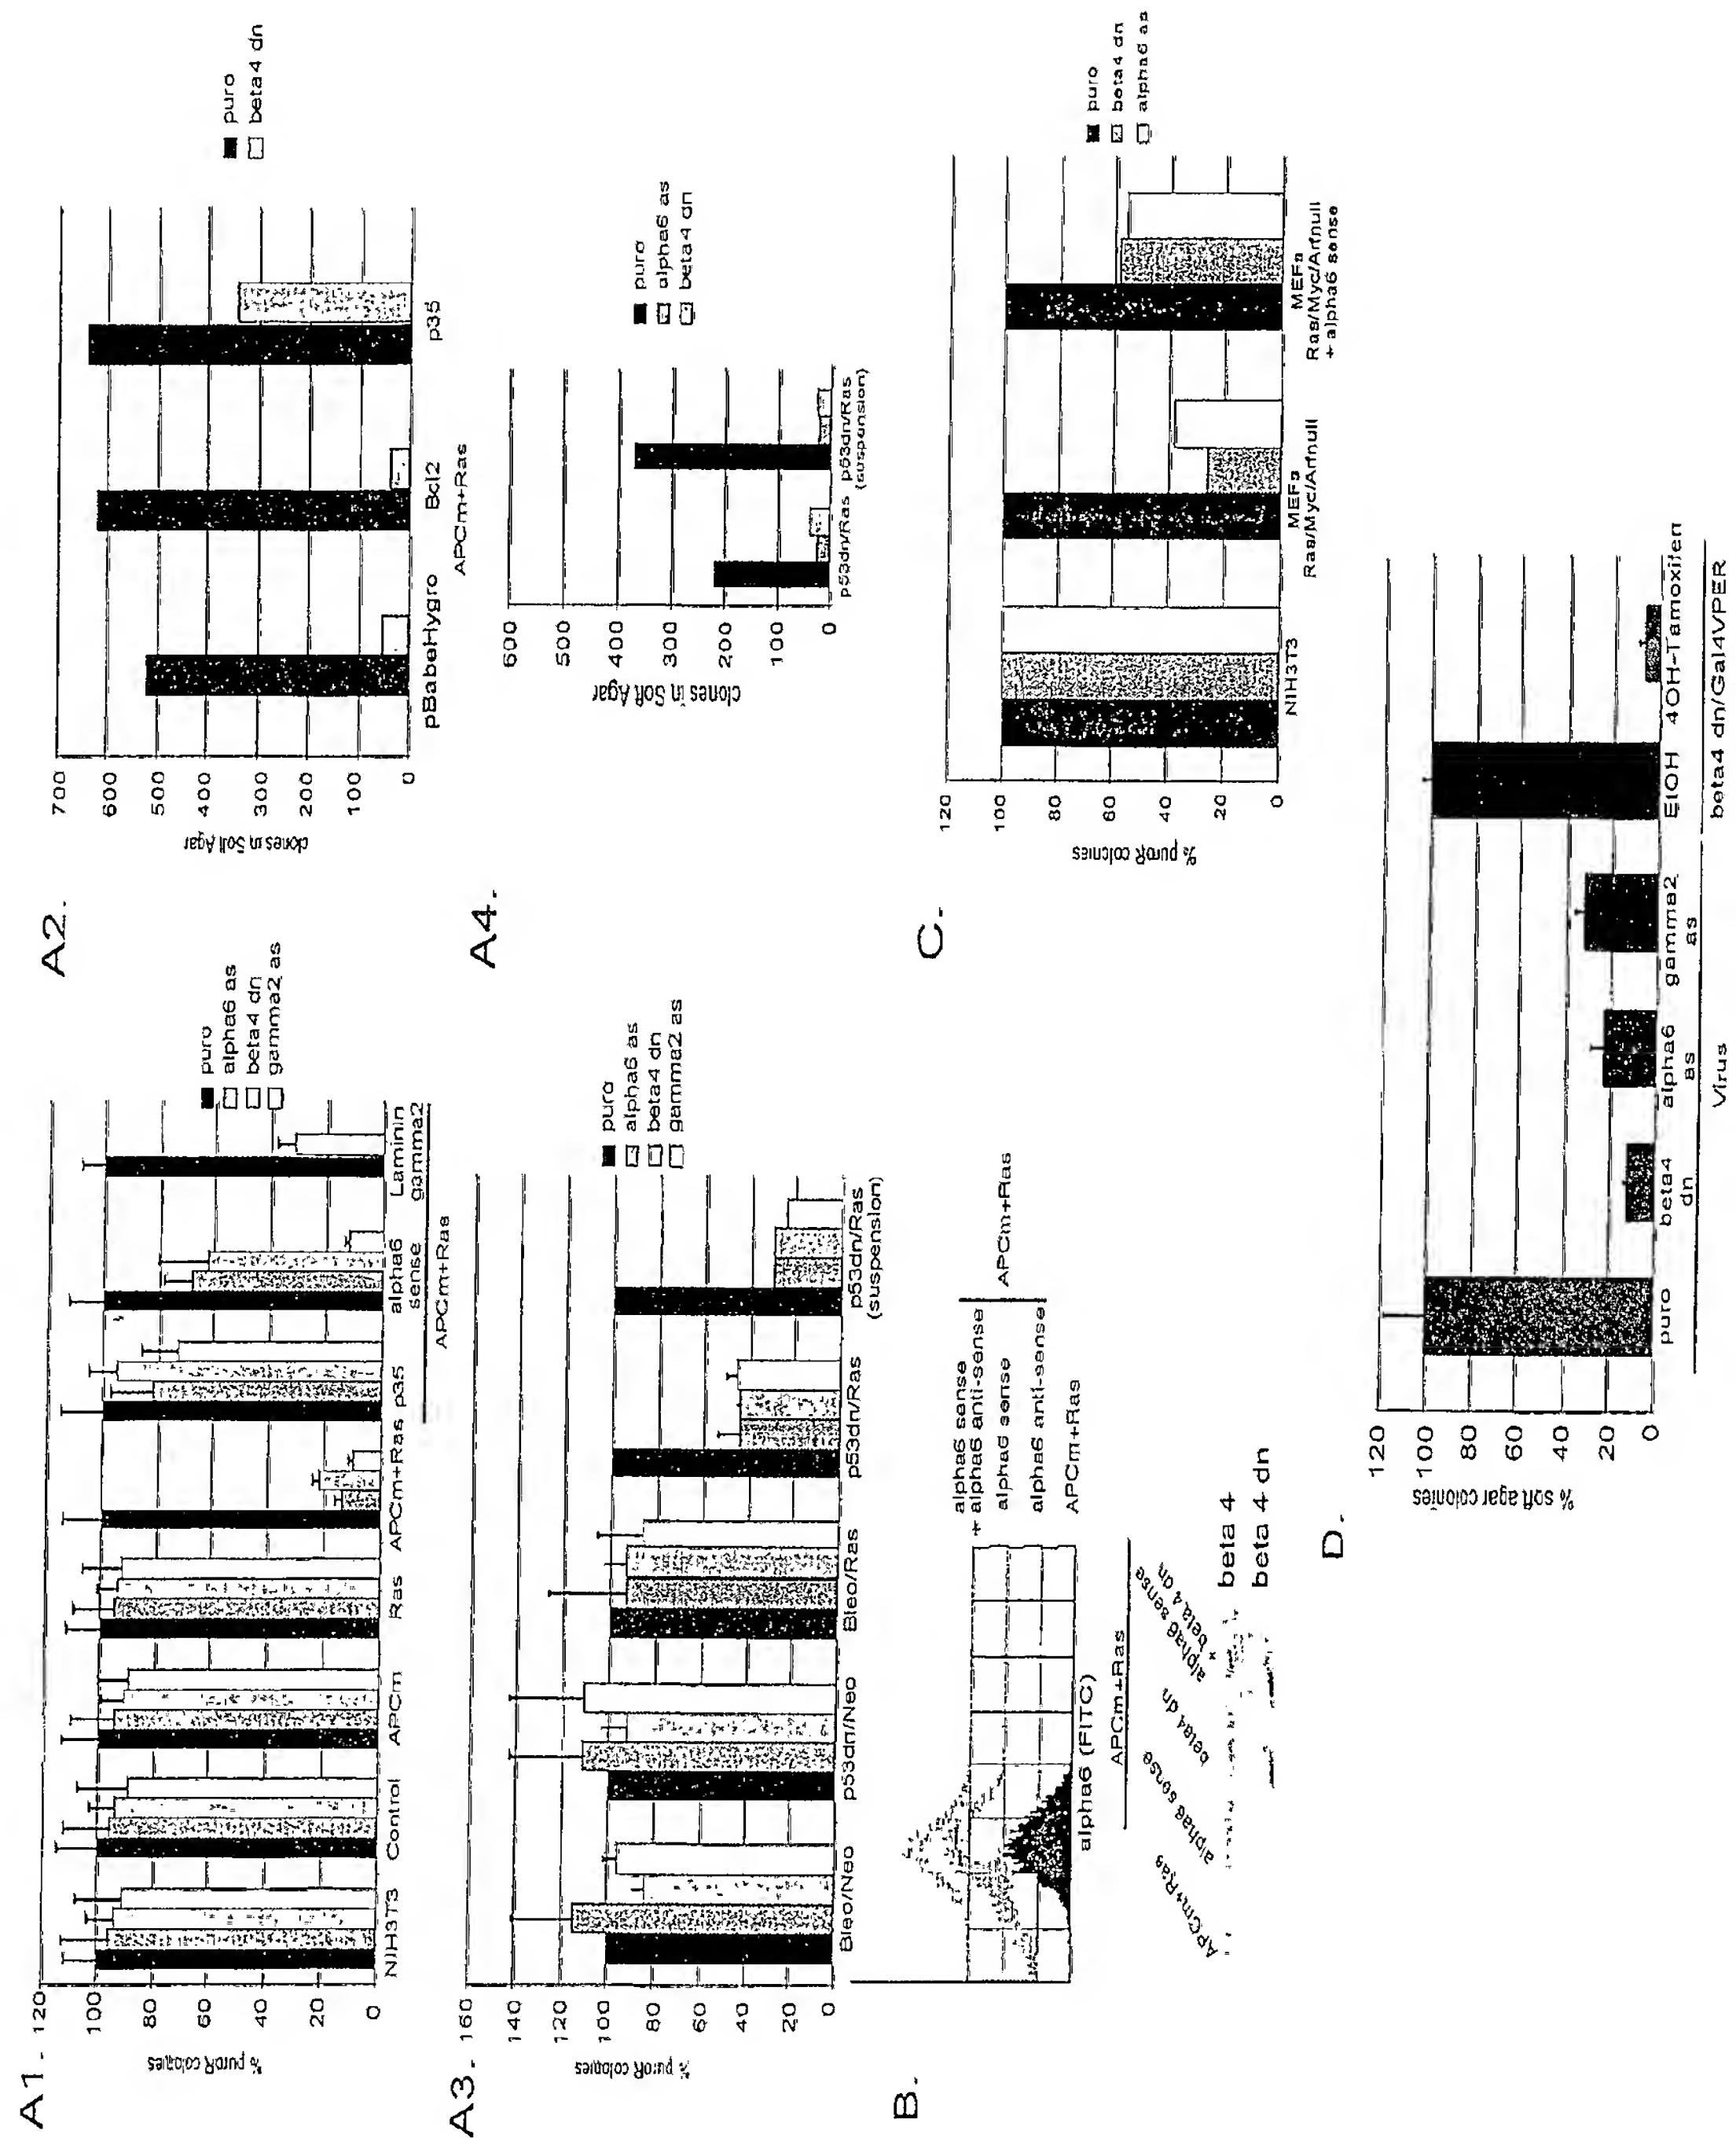 A1.
% puroR colonies
120
100
80
60
40
20
0
NIH3T3
Control
APCm
Ras
APCm+Ras
p35
alpha6 sense
Laminin gamma2
APCm+Ras
puro
alpha6 as
beta4 dn
gamma2 as
A2.
clones in Soft Agar
700
600
500
400
300
200
100
0
pBabeHygro
Bcl2
p35
APCm+Ras
puro
beta4 dn
A3.
% puroR colonies
160
140
120
100
80
60
40
20
0
Bleo/Neo
p53dn/Neo
Bleo/Ras
p53dn/Ras
p53dn/Ras
(suspension)
puro
alpha6 as
beta4 dn
gamma2 as
A4.
clones in Soft Agar
600
500
400
300
200
100
0
p53dn/Ras
p53dn/Ras
(suspension)
puro
alpha6 as
beta4 dn
B.
alpha6 sense
+ alpha6 anti-sense
alpha6 sense
alpha6 anti-sense
APCm+Ras
APCm+Ras
alpha6 (FITC)
APCm+Ras
APCm+Ras
alpha6 sense
beta4 dn
alpha6 sense
+ beta4 dn
beta 4
beta 4 dn
C.
% puroR colonies
120
100
80
60
40
20
0
NIH3T3
MEFs
Ras/Myc/Arfnull
MEFs
Ras/Myc/Arfnull
+ alpha6 sense
puro
beta4 dn
alpha6 as
D.
% soft agar colonies
120
100
80
60
40
20
0
puro
beta4
dn
alpha6
as
gamma2
as
EtOH
4OH-Tamoxifen
Virus
beta4 dn/Gal4VPER